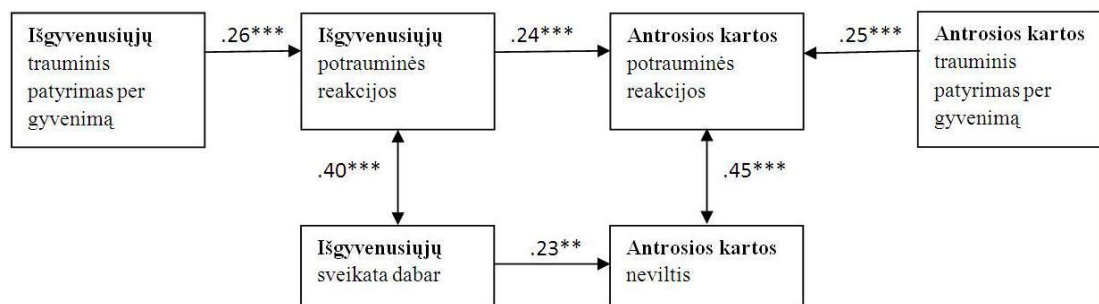 Išgyvenusiųjų
trauminis
patyrimas per
gyvenimą
.26***
Išgyvenusiųjų
potrauminės
reakcijos
.24***
Antrosios kartos
potrauminės
reakcijos
.25***
Antrosios kartos
trauminis
patyrimas per
gyvenimą
.40***
.45***
Išgyvenusiųjų
sveikata dabar
.23**
Antrosios kartos
neviltis